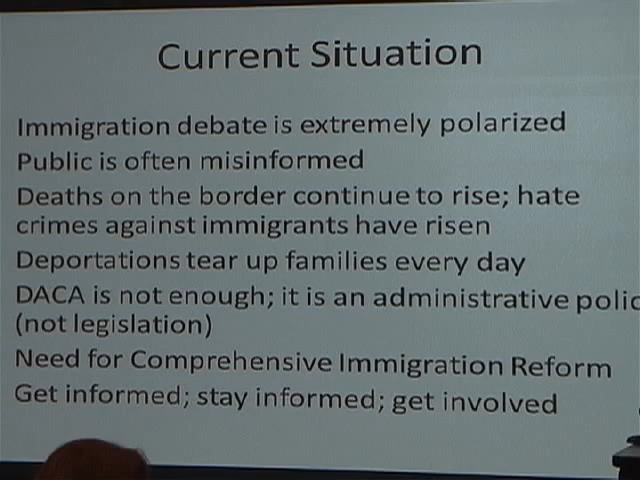 Current Situation
Immigration debate is extremely polarized
Public is often misinformed
Deaths on the border continue to rise; hate
crimes against immigrants have risen
Deportations tear up families every day
DACA is not enough; it is an administrative polic
(not legislation)
Need for Comprehensive Immigration Reform
Get informed; stay informed; get involved